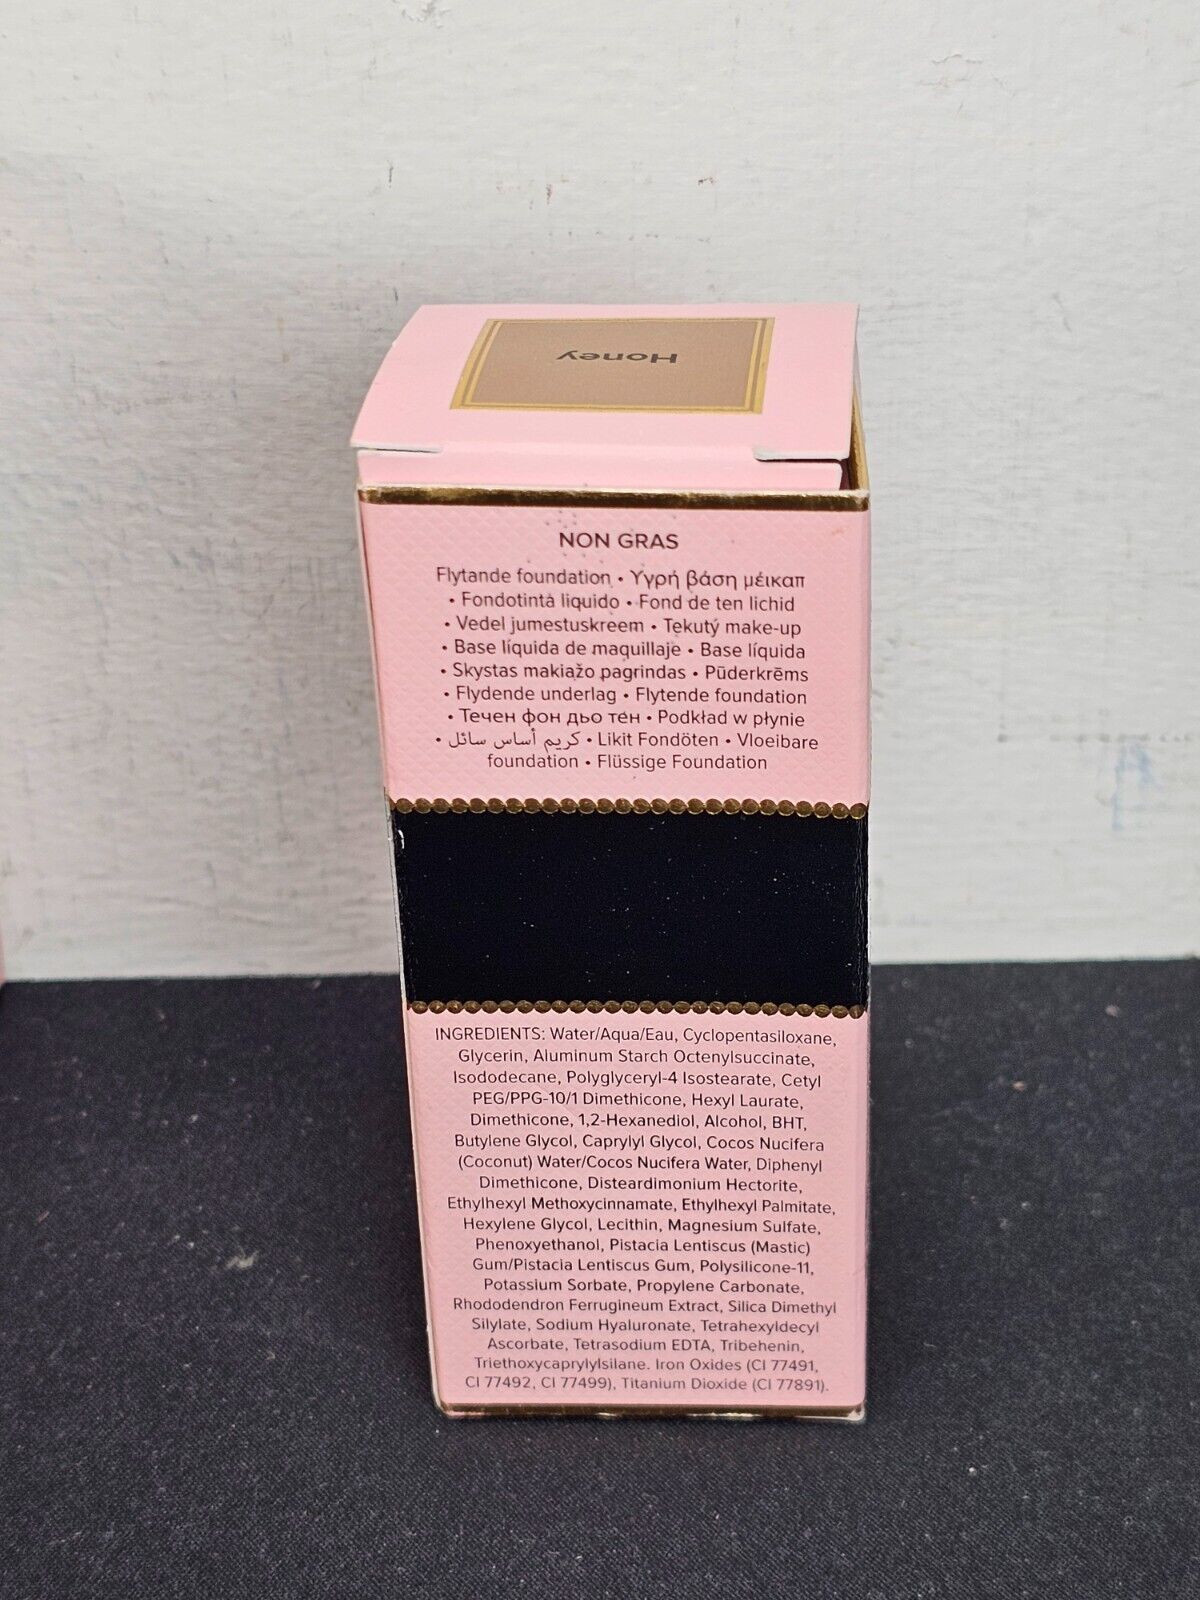 Honey
NON GRAS
Flytande foundation • Υγρή βάση μέικαπ
• Fondotinta liquido • Fond de ten lichid
• Vedel jumestuskreem • Tekutý make-up
• Base líquida de maquillaje • Base líquida
• Skystas makiažo pagrindas • Pūderkrēms
• Flydende underlag • Flytende foundation
• Течен фон дьо тен • Podkład w płynie
• كريم أساس سائل • Likit Fondöten • Vloeibare
foundation • Flüssige Foundation
INGREDIENTS: Water/Aqua/Eau, Cyclopentasiloxane,
Glycerin, Aluminum Starch Octenylsuccinate,
Isododecane, Polyglyceryl-4 Isostearate, Cetyl
PEG/PPG-10/1 Dimethicone, Hexyl Laurate,
Dimethicone, 1,2-Hexanediol, Alcohol, BHT,
Butylene Glycol, Caprylyl Glycol, Cocos Nucifera
(Coconut) Water/Cocos Nucifera Water, Diphenyl
Dimethicone, Disteardimonium Hectorite,
Ethylhexyl Methoxycinnamate, Ethylhexyl Palmitate,
Hexylene Glycol, Lecithin, Magnesium Sulfate,
Phenoxyethanol, Pistacia Lentiscus (Mastic)
Gum/Pistacia Lentiscus Gum, Polysilicone-11,
Potassium Sorbate, Propylene Carbonate,
Rhododendron Ferrugineum Extract, Silica Dimethyl
Silylate, Sodium Hyaluronate, Tetrahexyldecyl
Ascorbate, Tetrasodium EDTA, Tribehenin,
Triethoxycaprylylsilane. Iron Oxides (CI 77491,
CI 77492, CI 77499), Titanium Dioxide (CI 77891).